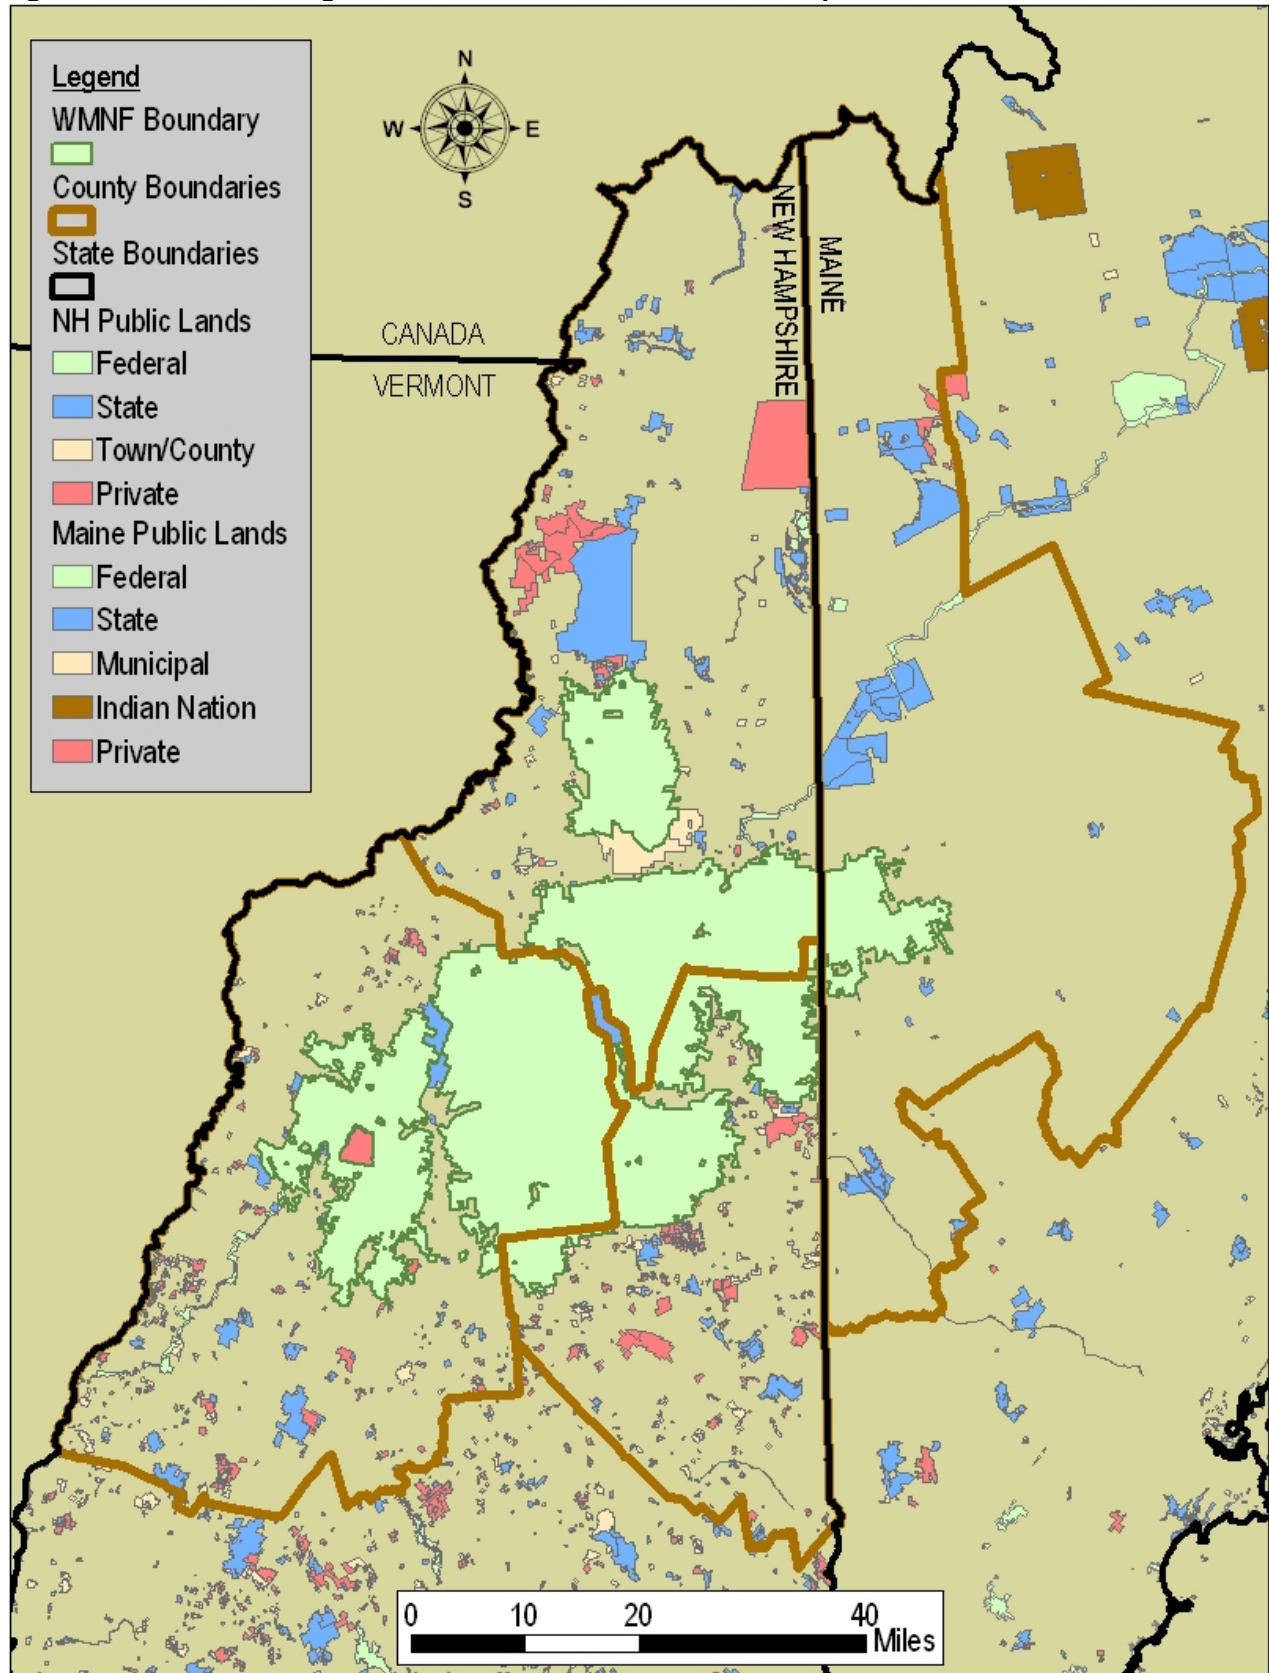 Legend
WMNF Boundary
County Boundaries
State Boundaries
NH Public Lands
Federal
State
Town/County
Private
Maine Public Lands
Federal
State
Municipal
Indian Nation
Private
N
W E
S
CANADA
VERMONT
NEW HAMPSHIRE
MAINE
0 10 20 40
Miles